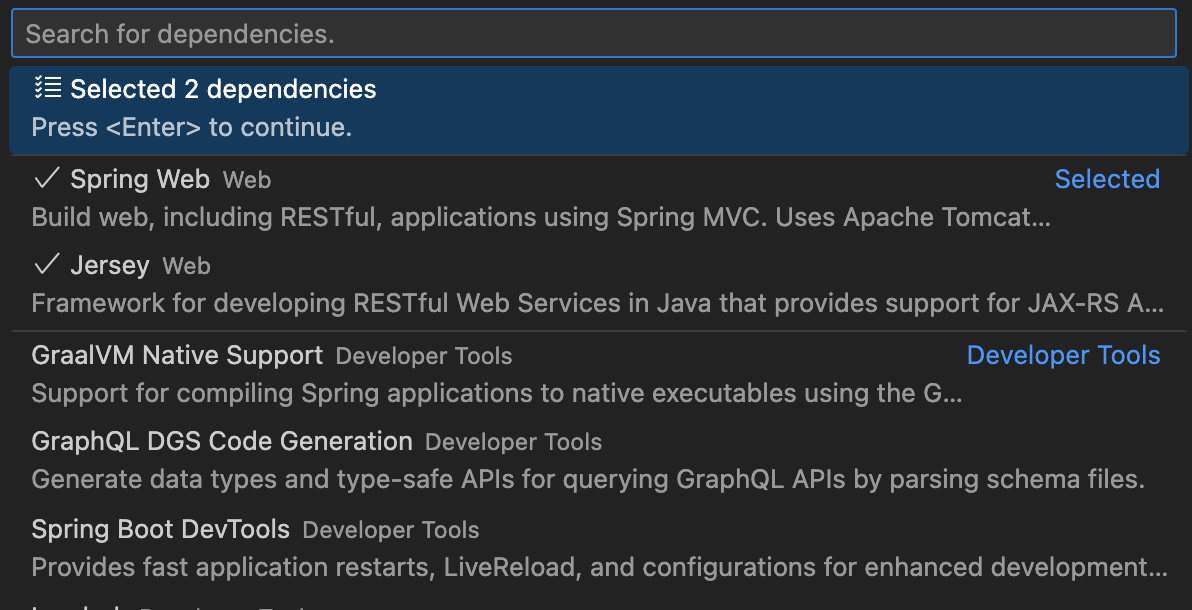 Search for dependencies.
Selected 2 dependencies
Press <Enter> to continue.
Spring Web Web Selected
Build web, including RESTful, applications using Spring MVC. Uses Apache Tomcat...
Jersey Web
Framework for developing RESTful Web Services in Java that provides support for JAX-RS A...
GraalVM Native Support Developer Tools Developer Tools
Support for compiling Spring applications to native executables using the G...
GraphQL DGS Code Generation Developer Tools
Generate data types and type-safe APIs for querying GraphQL APIs by parsing schema files.
Spring Boot DevTools Developer Tools
Provides fast application restarts, LiveReload, and configurations for enhanced development...